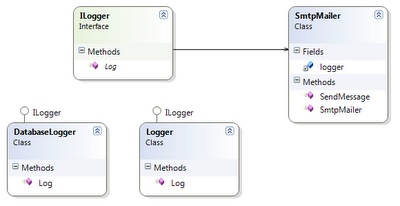 ILogger
Interface
Methods
Log
SmtpMailer
Class
Fields
logger
Methods
SendMessage
SmtpMailer
ILogger
DatabaseLogger
Class
Methods
Log
ILogger
Logger
Class
Methods
Log